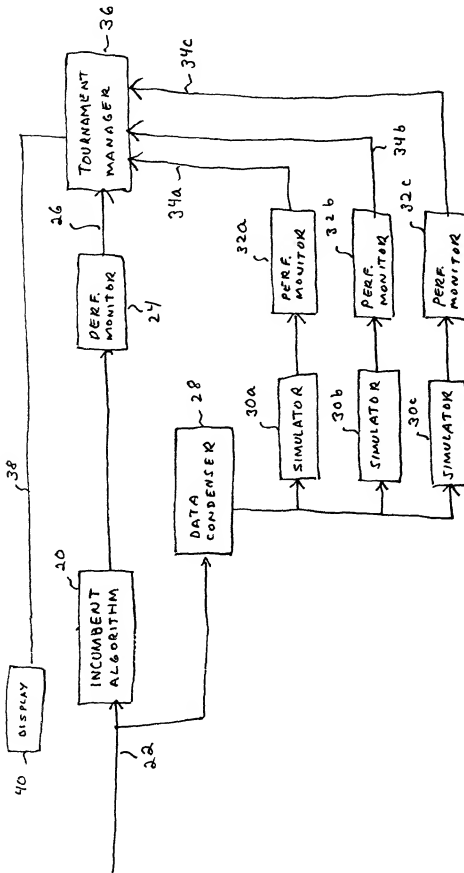 40
DISPLAY
38
22
20
INCUMBENT
ALGORITHM
PERF.
MONITOR
24
26
TOURNAMENT
MANAGER
36
28
DATA
CONDENSER
30a
SIMULATOR
32a
PERF.
MONITOR
34a
30b
SIMULATOR
32b
PERF.
MONITOR
34b
30c
SIMULATOR
32c
PERF.
MONITOR
34c